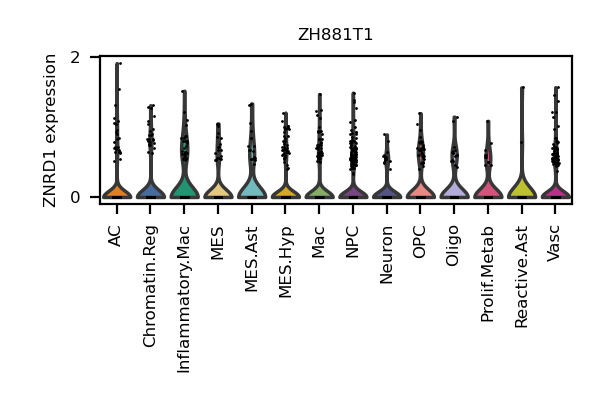 ZH881T1
ZNRD1 expression
2
0
AC
Chromatin.Reg
Inflammatory.Mac
MES
MES.Ast
MES.Hyp
Mac
NPC
Neuron
OPC
Oligo
Prolif.Metab
Reactive.Ast
Vasc